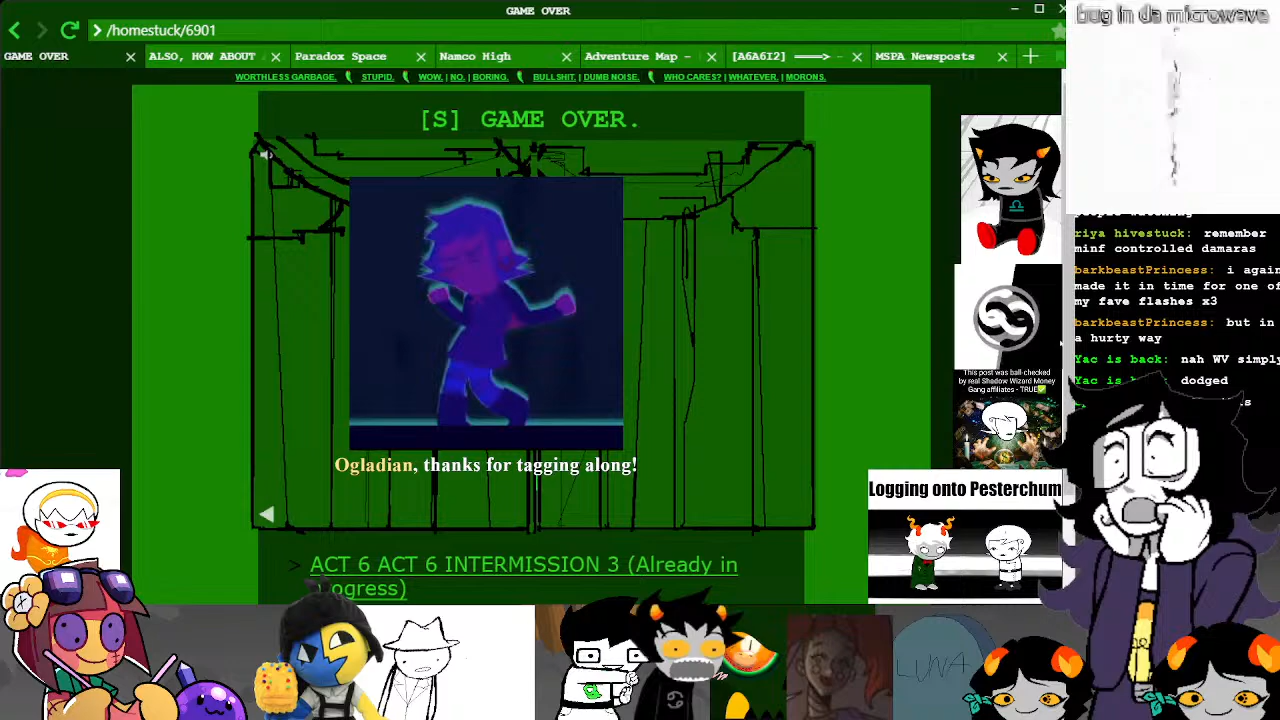 GAME OVER
/homestuck/6901
bug in da microwave
GAME OVER
ALSO, HOW ABOUT
Paradox Space
Namco High
Adventure Map -
[A6A6I2] ===> -
MSPA Newsposts
WORTHLESS GARBAGE. STUPID. WOW. | NO. | BORING. BULLSHIT. | DUMB NOISE. WHO CARES? | WHATEVER. | MORONS.
[S] GAME OVER.
riya hivestuck: remember
minf controlled damaras
barkbeastPrincess: i again
made it in time for one of
my fave flashes x3
barkbeastPrincess: but in
a hurty way
Yac is back: nah WV simply
dodged
This post was ball-checked
by real Shadow Wizard Money
Gang affiliates - TRUE✅
Ogladian, thanks for tagging along!
Logging onto Pesterchum
> ACT 6 ACT 6 INTERMISSION 3 (Already in
LUNA